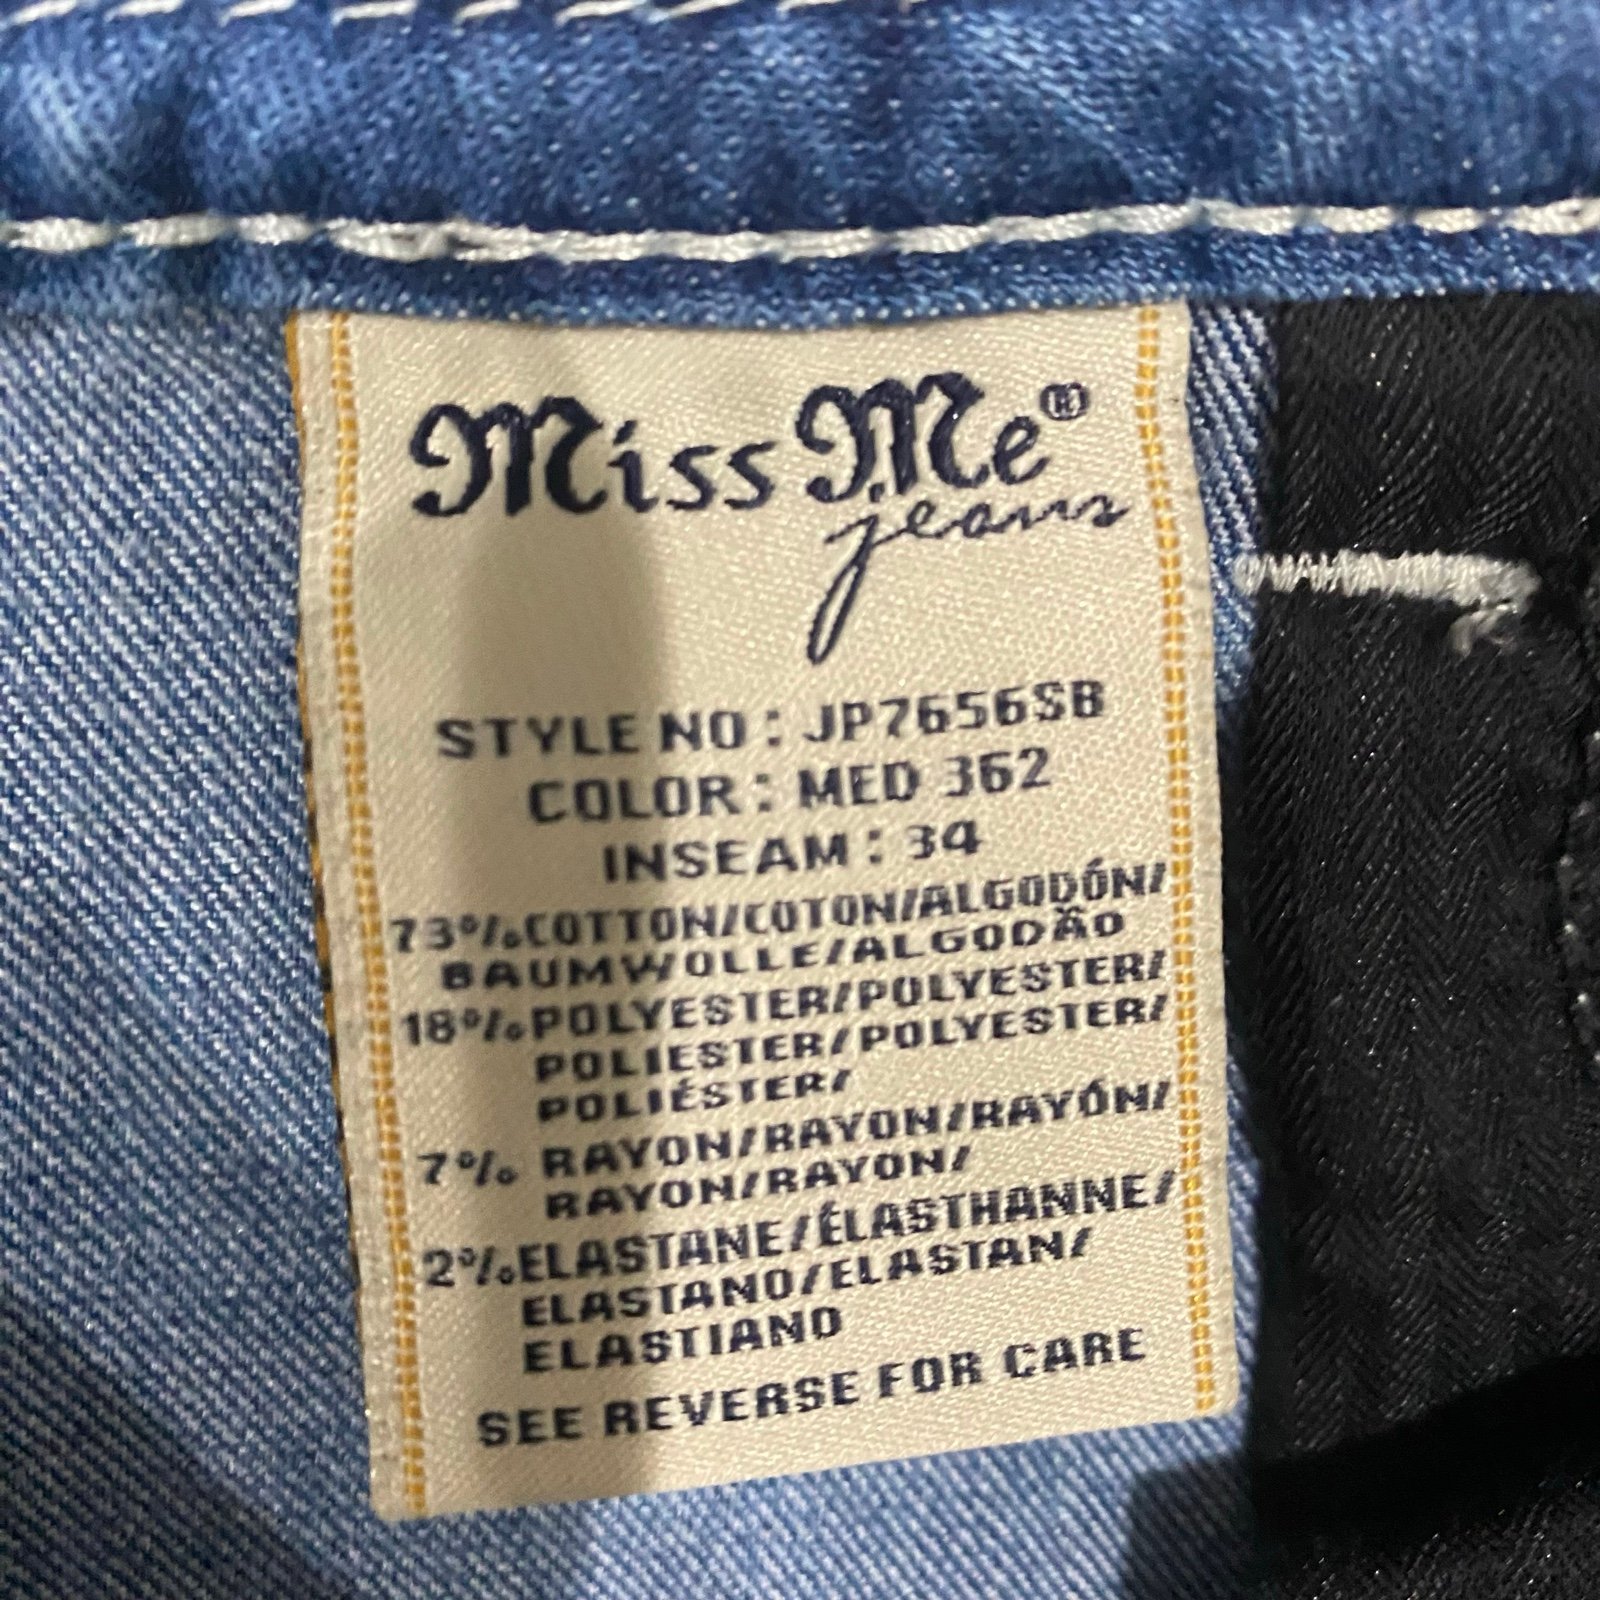 Miss Me®
jeans
STYLE NO : JP7656SB
COLOR : MED 362
INSEAM : 34
73%COTTON/COTON/ALGODÓN/
BAUMWOLLE/ALGODÃO
18%POLYESTER/POLYESTER/
POLIESTER/POLYESTER/
POLIÉSTER/
7% RAYON/RAYON/RAYÓN/
RAYON/RAYON/
2%ELASTANE/ÉLASTHANNE/
ELASTANO/ELASTAN/
ELASTIANO
SEE REVERSE FOR CARE